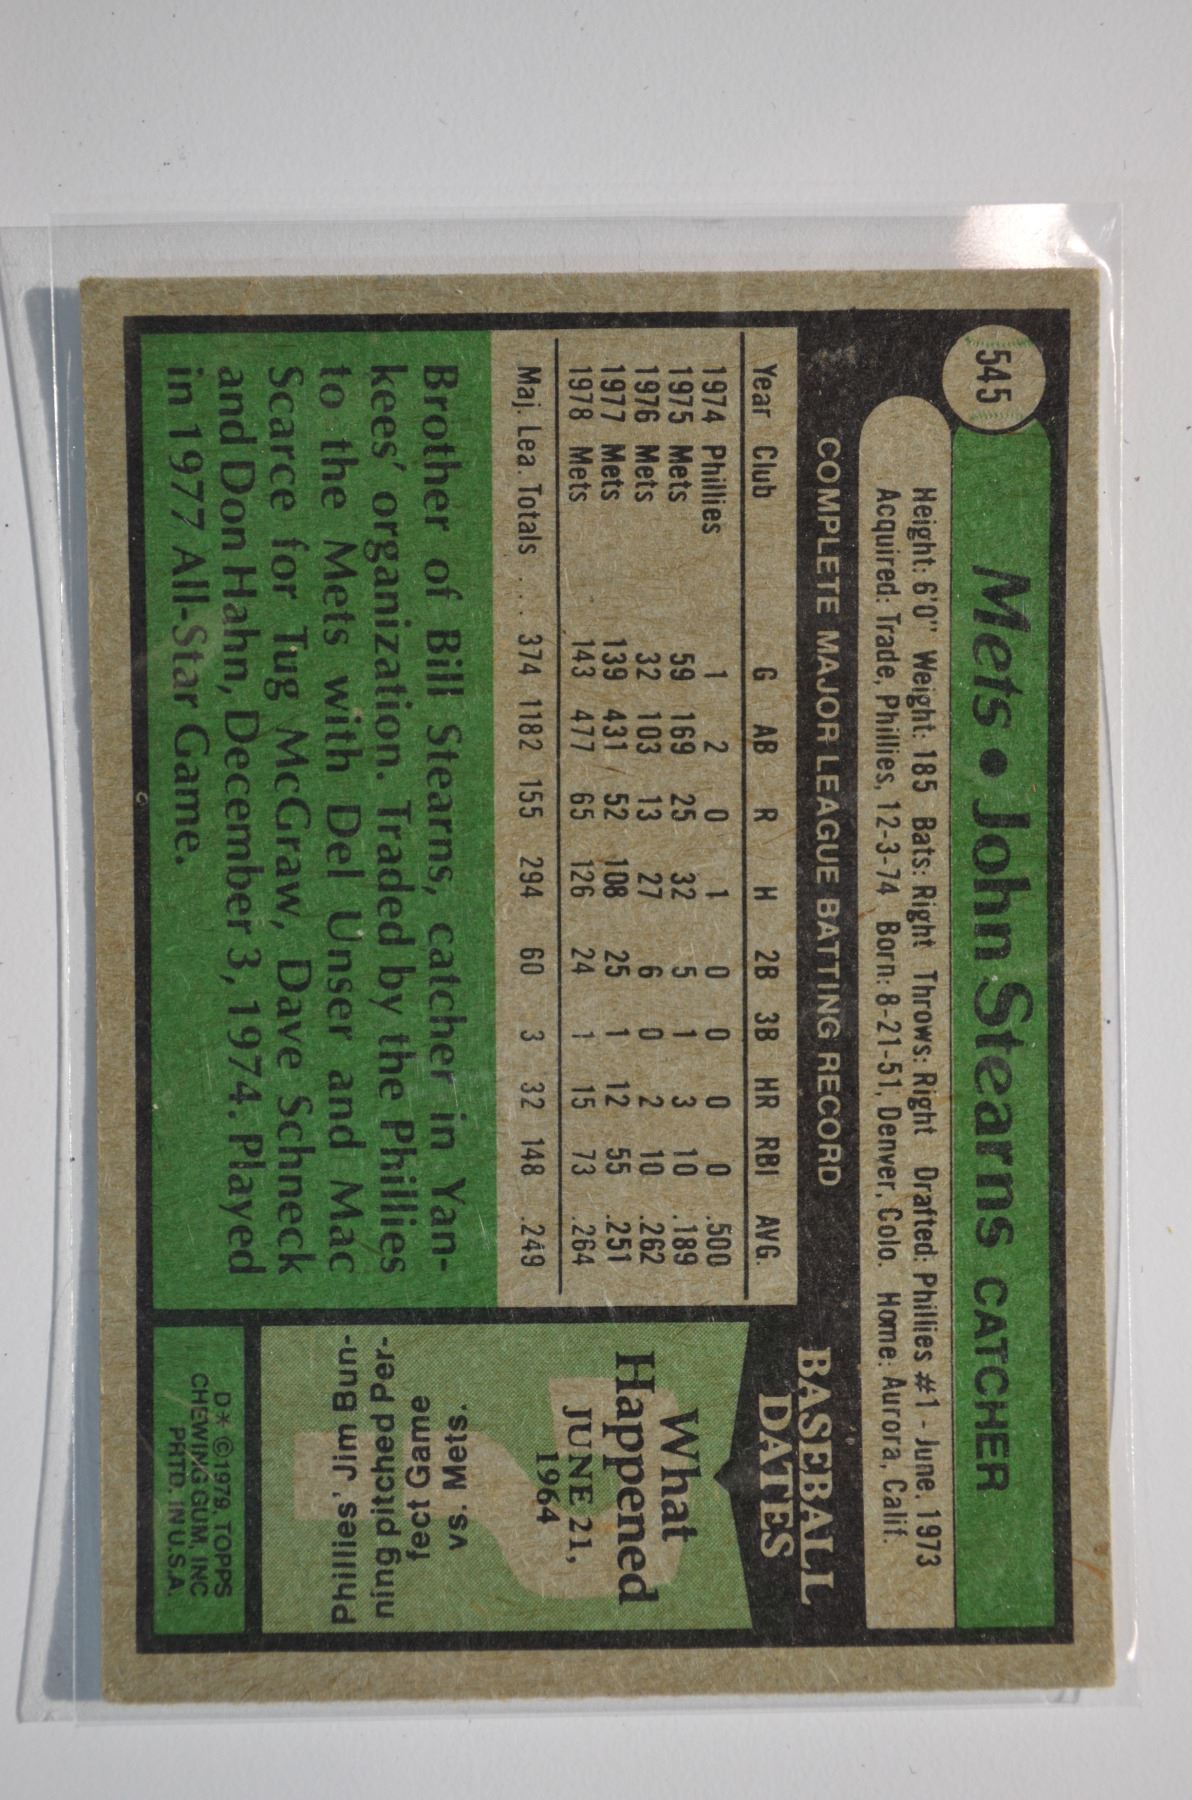 545
Mets • John Stearns CATCHER
Height: 6'0" Weight: 185 Bats: Right Throws: Right Drafted: Phillies #1 - June, 1973
Acquired: Trade, Phillies, 12-3-74 Born: 8-21-51, Denver, Colo. Home: Aurora, Calif.
COMPLETE MAJOR LEAGUE BATTING RECORD
Year Club G AB R H 2B 3B HR RBI AVG.
1974 Phillies 1 2 0 1 0 0 0 0 .500
1975 Mets 59 169 25 32 5 1 3 10 .189
1976 Mets 32 103 13 27 6 0 2 10 .262
1977 Mets 139 431 52 108 25 1 12 55 .251
1978 Mets 143 477 65 126 24 1 15 73 .264
Maj. Lea. Totals . . . 374 1182 155 294 60 3 32 148 .249
Brother of Bill Stearns, catcher in Yan-
kees' organization. Traded by the Phillies
to the Mets with Del Unser and Mac
Scarce for Tug McGraw, Dave Schneck
and Don Hahn, December 3, 1974. Played
in 1977 All-Star Game.
BASEBALL
DATES
What
Happened
JUNE 21,
1964
Phillies' Jim Bun-
ning pitched Per-
fect Game
vs. Mets.
D* ©1979, TOPPS
CHEWING GUM, INC
PRTD. IN U.S.A.